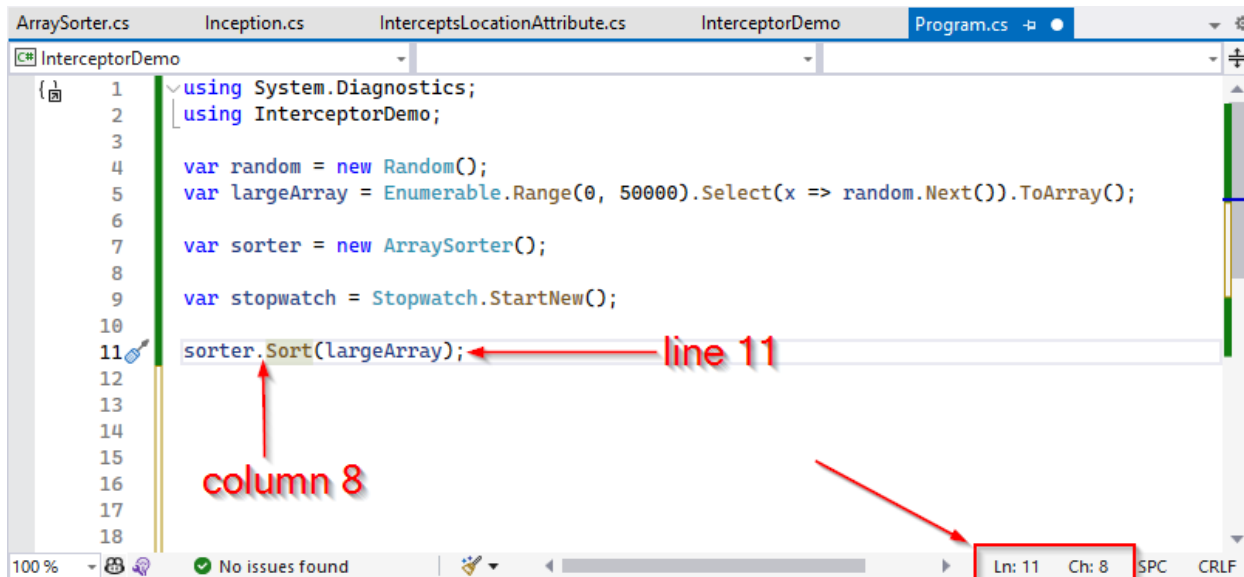 ArraySorter.cs Inception.cs InterceptsLocationAttribute.cs InterceptorDemo Program.cs
C# InterceptorDemo
1 using System.Diagnostics;
2 using InterceptorDemo;
3
4 var random = new Random();
5 var largeArray = Enumerable.Range(0, 50000).Select(x => random.Next()).ToArray();
6
7 var sorter = new ArraySorter();
8
9 var stopwatch = Stopwatch.StartNew();
10
11 sorter.Sort(largeArray); line 11
12
13
14
15
16 column 8
17
18
100 % No issues found Ln: 11 Ch: 8 SPC CRLF